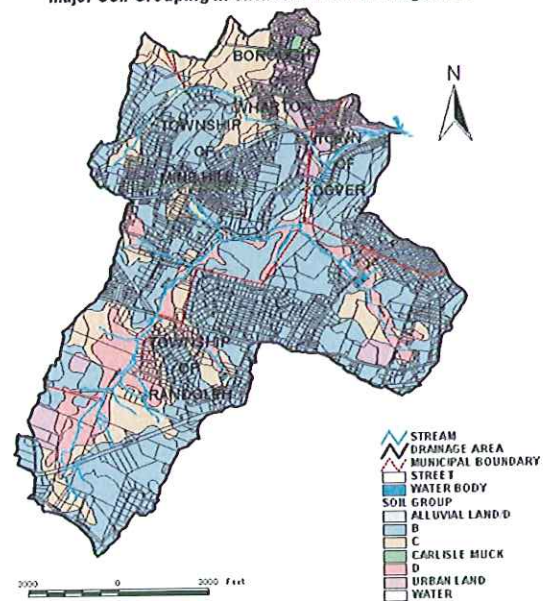 BOROUGH
WHARTON
TOWNSHIP
OF
MINE HILL
TOWN
OF
DOVER
TOWNSHIP
OF
RANDOLPH
N
STREAM
DRAINAGE AREA
MUNICIPAL BOUNDARY
STREET
WATER BODY
SOIL GROUP
ALLUVIAL LAND/D
B
C
CARLISLE MUCK
D
URBAN LAND
WATER
2000 0 2000 Feet